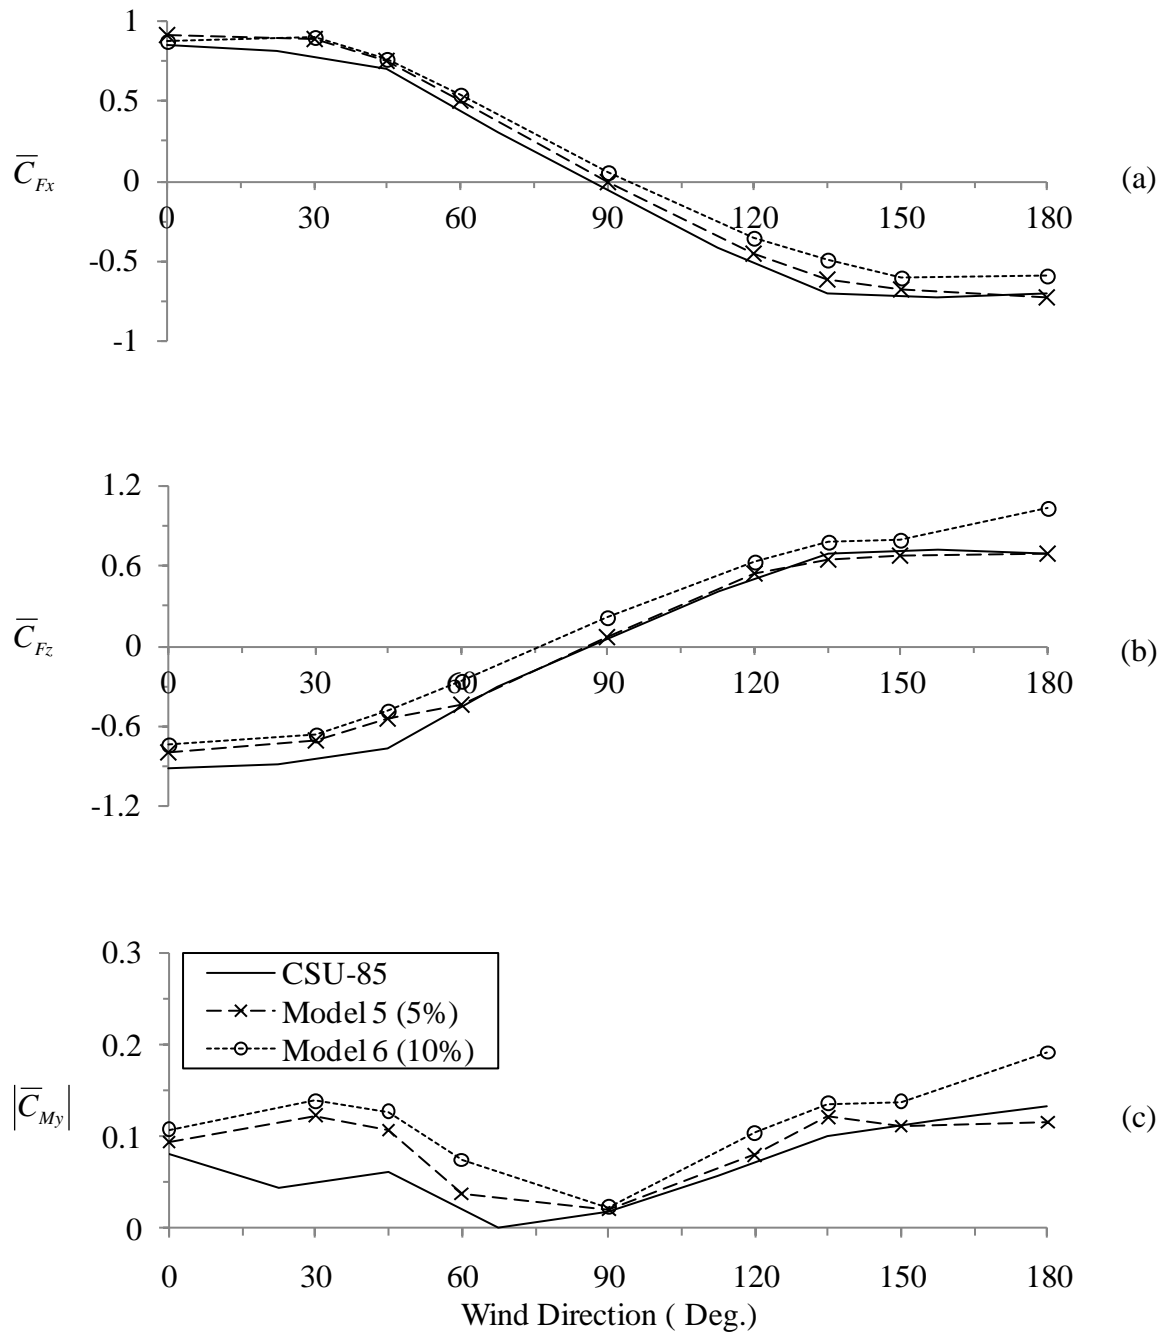 1
0.5
C̅Fx
0
(a)
0 30 60 90 120 150 180
-0.5
-1
1.2
0.6
C̅Fz
0
(b)
0 30 60 90 120 150 180
-0.6
-1.2
0.3
CSU-85
Model 5 (5%)
0.2
Model 6 (10%)
|C̅My|
(c)
0.1
0
0 30 60 90 120 150 180
Wind Direction ( Deg.)